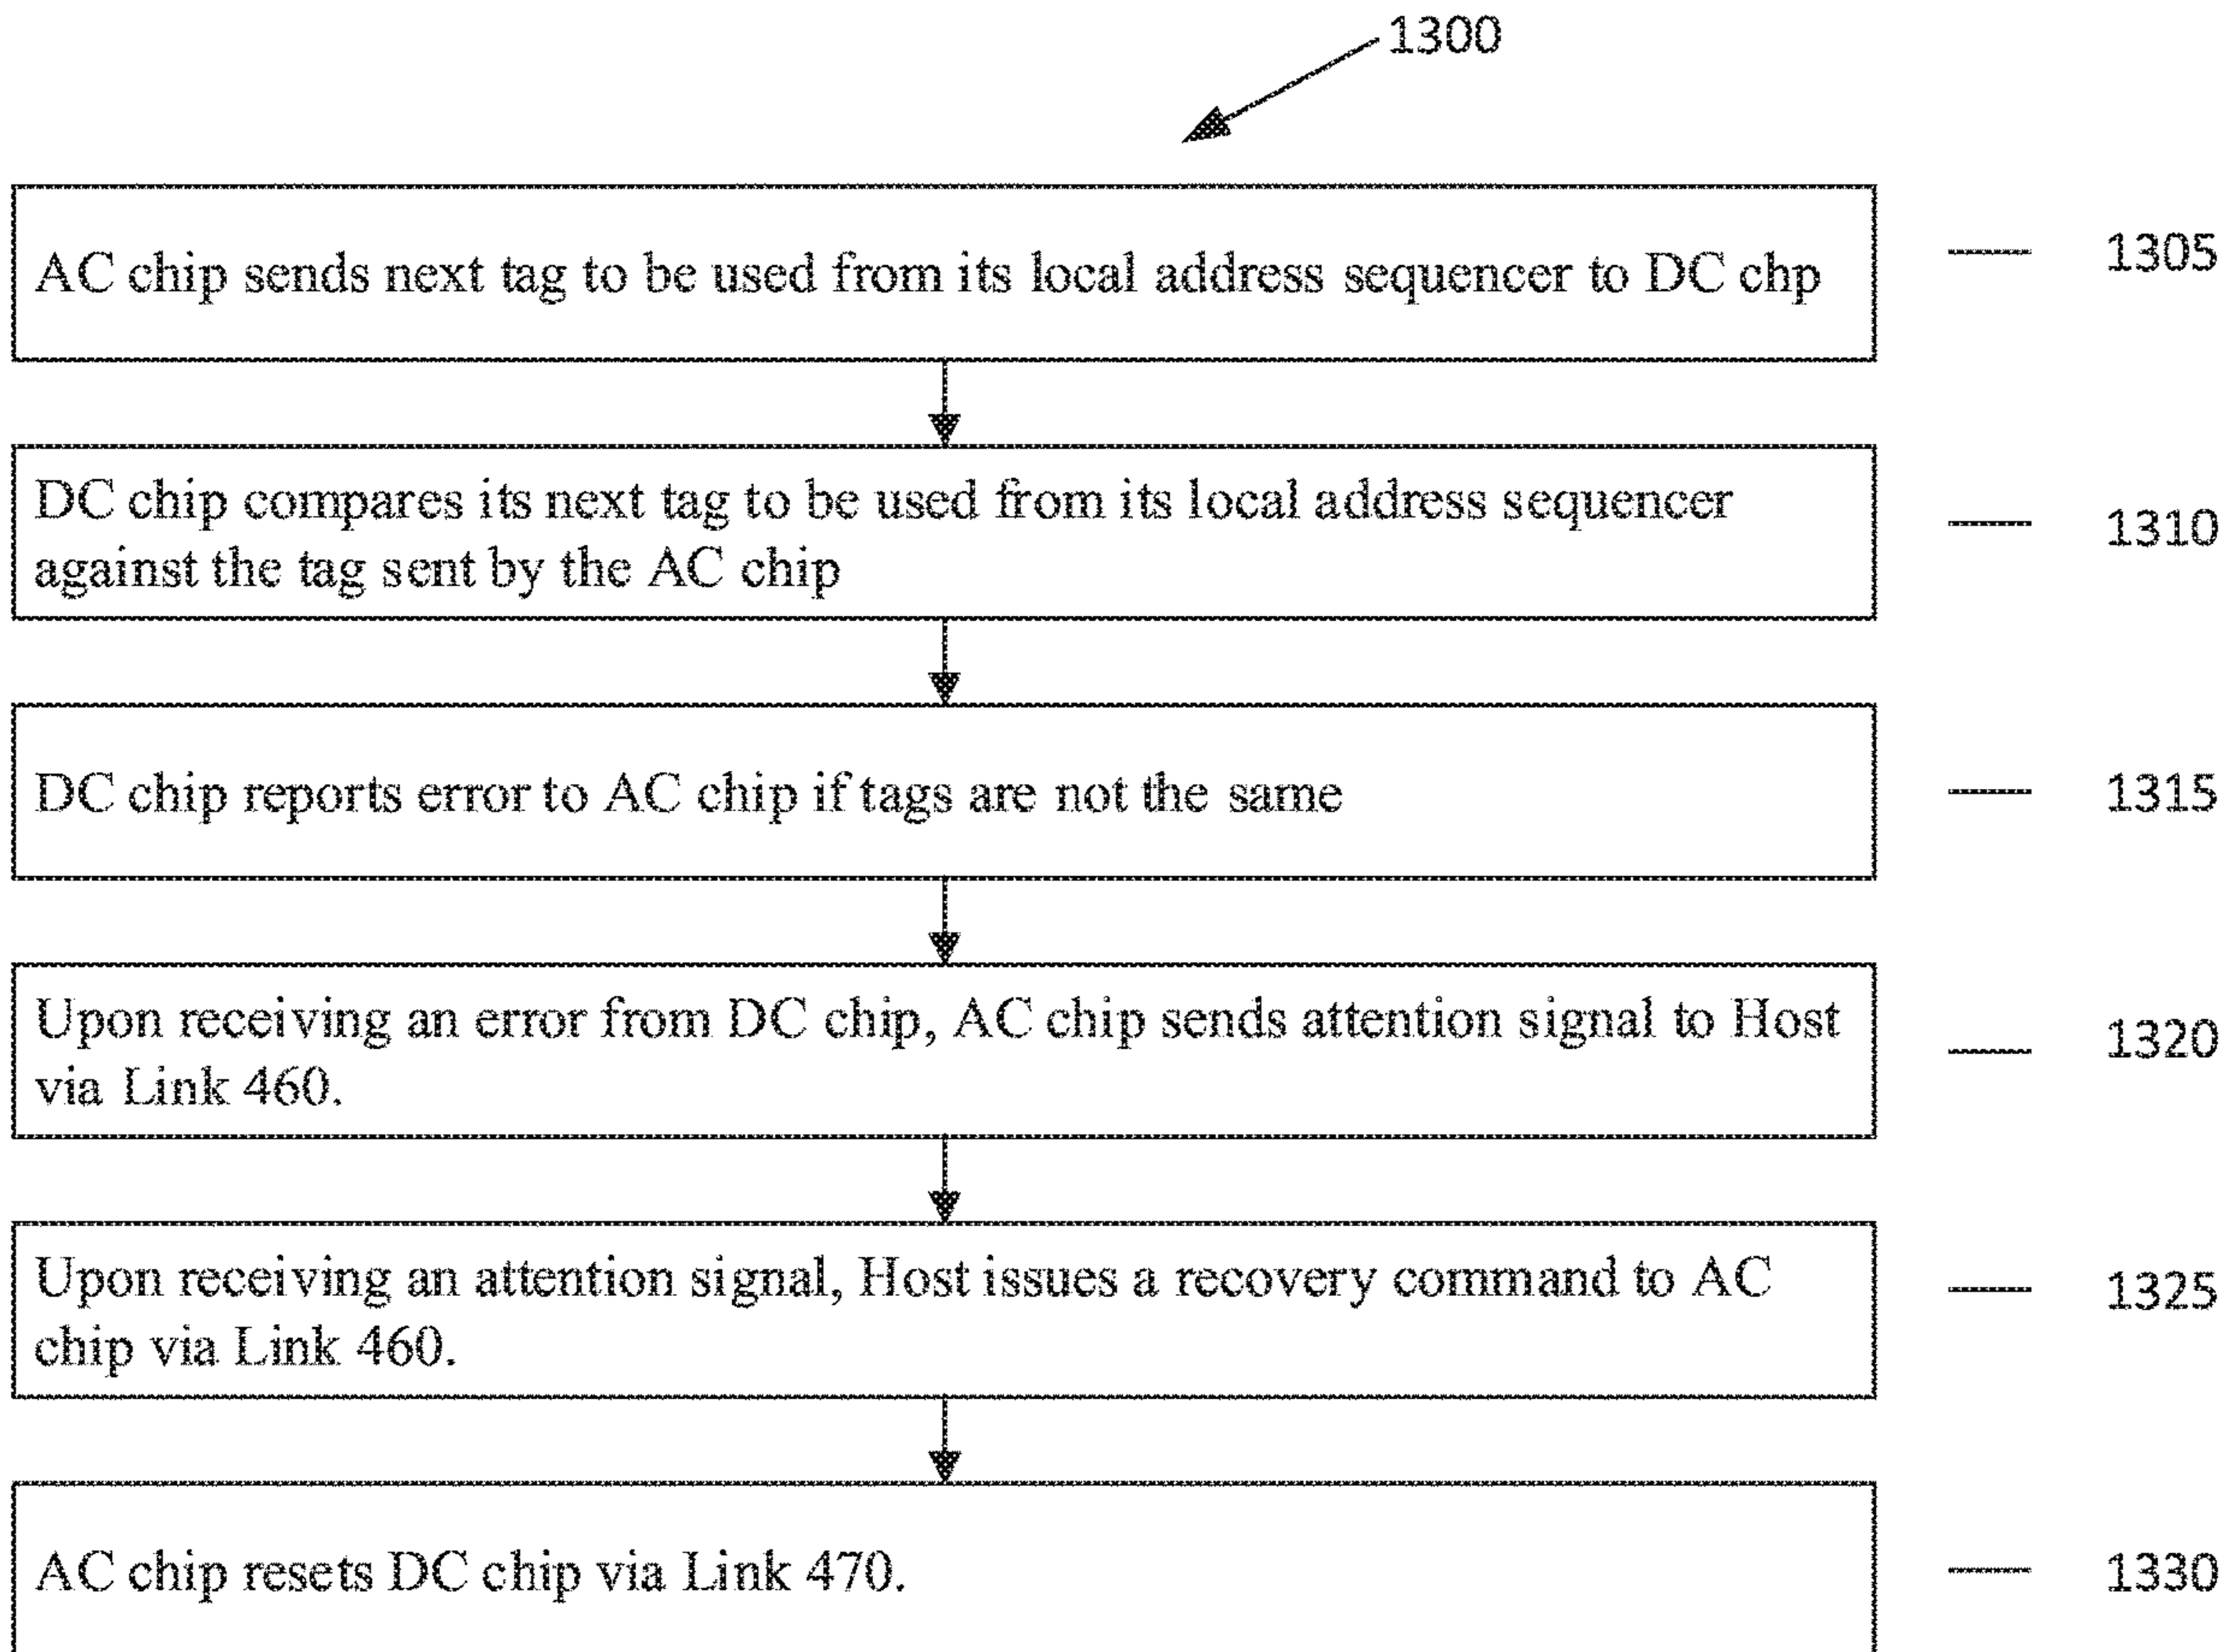 1300
AC chip sends next tag to be used from its local address sequencer to DC chp
1305
DC chip compares its next tag to be used from its local address sequencer
against the tag sent by the AC chip
1310
DC chip reports error to AC chip if tags are not the same
1315
Upon receiving an error from DC chip, AC chip sends attention signal to Host
via Link 460.
1320
Upon receiving an attention signal, Host issues a recovery command to AC
chip via Link 460.
1325
AC chip resets DC chip via Link 470.
1330